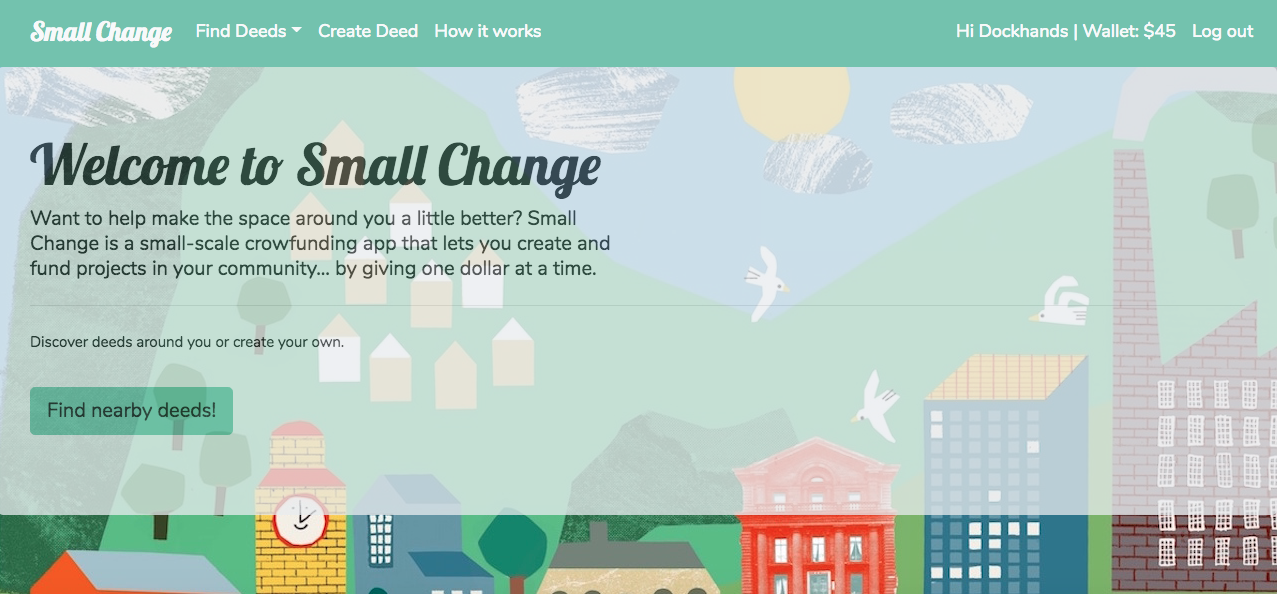 Small Change Find Deeds Create Deed How it works Hi Dockhands | Wallet: $45 Log out
Welcome to Small Change
Want to help make the space around you a little better? Small
Change is a small-scale crowfunding app that lets you create and
fund projects in your community... by giving one dollar at a time.
Discover deeds around you or create your own.
Find nearby deeds!